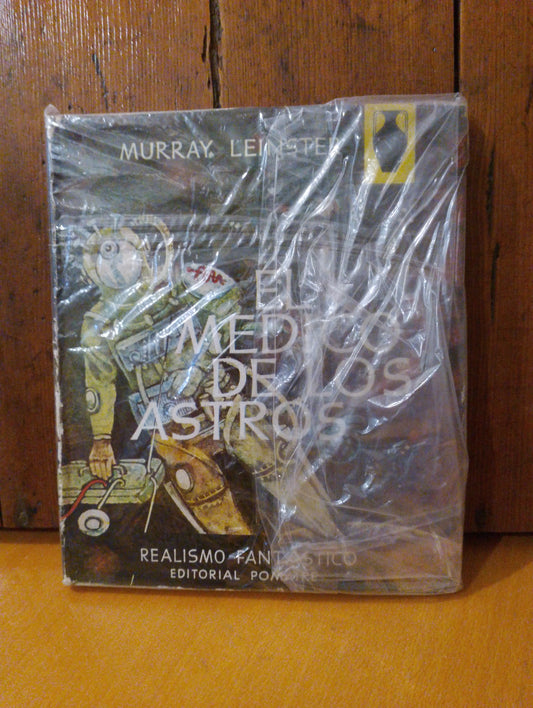 MURRAY LEINSTER
EL
MEDICO
DE LOS
ASTROS
REALISMO FANTASTICO
EDITORIAL POMAIRE